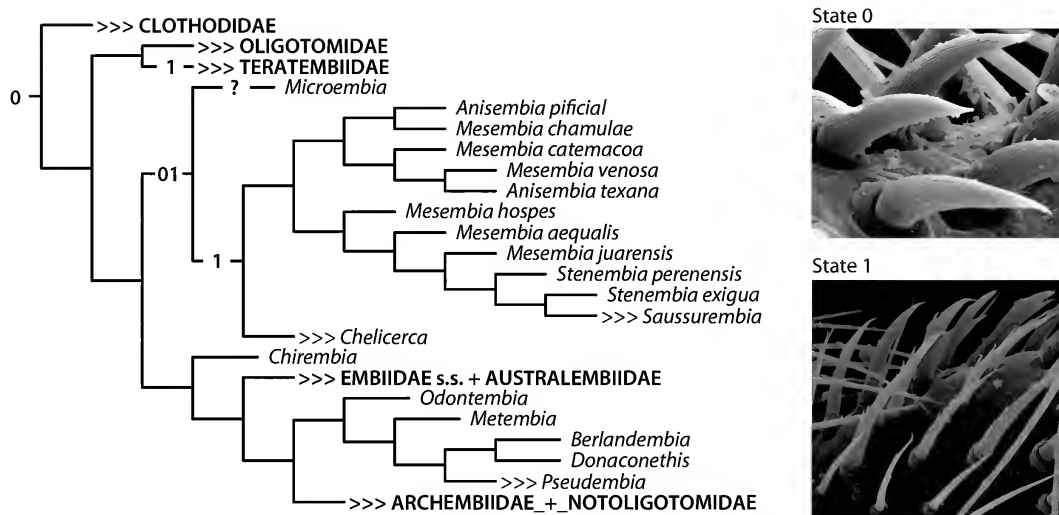 >>> CLOTHODIDAE
>>> OLIGOTOMIDAE
1 >>> TERATEMBIIDAE
? Microembia
0
Anisembia pificial
Mesembia chamulae
Mesembia catemacoa
01
Mesembia venosa
Anisembia texana
Mesembia hospes
Mesembia aequalis
Mesembia juarensis
1
Stenembia perenensis
Stenembia exigua
>>> Saussurembia
>>> Chelicerca
Chirembia
>>> EMBIIDAE s.s. + AUSTRALEMBIIDAE
Odontembia
Metembia
Berlandembia
Donaconethis
>>> Pseudembia
>>> ARCHEMBIIDAE_+_NOTOLIGOTOMIDAE
State 0
State 1